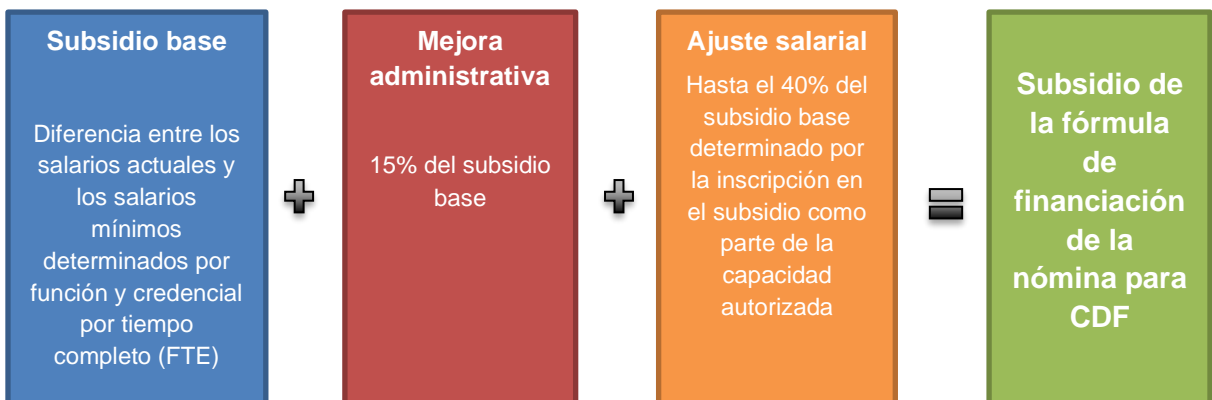 Subsidio base
Diferencia entre los
salarios actuales y
los salarios
mínimos
determinados por
función y credencial
por tiempo
completo (FTE)
Mejora
administrativa
15% del subsidio
base
Ajuste salarial
Hasta el 40% del
subsidio base
determinado por
la inscripción en
el subsidio como
parte de la
capacidad
autorizada
Subsidio de
la fórmula
de
financiación
de la
nómina para
CDF